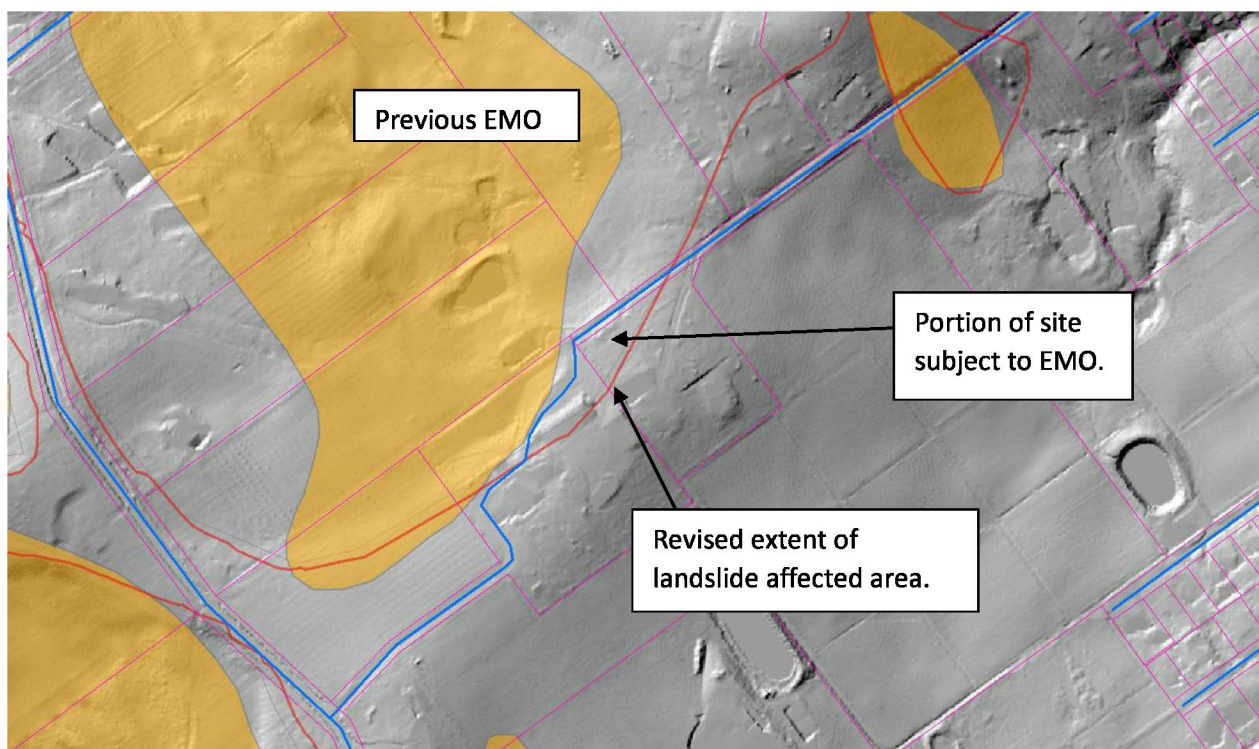 Previous EMO
Portion of site
subject to EMO.
Revised extent of
landslide affected area.